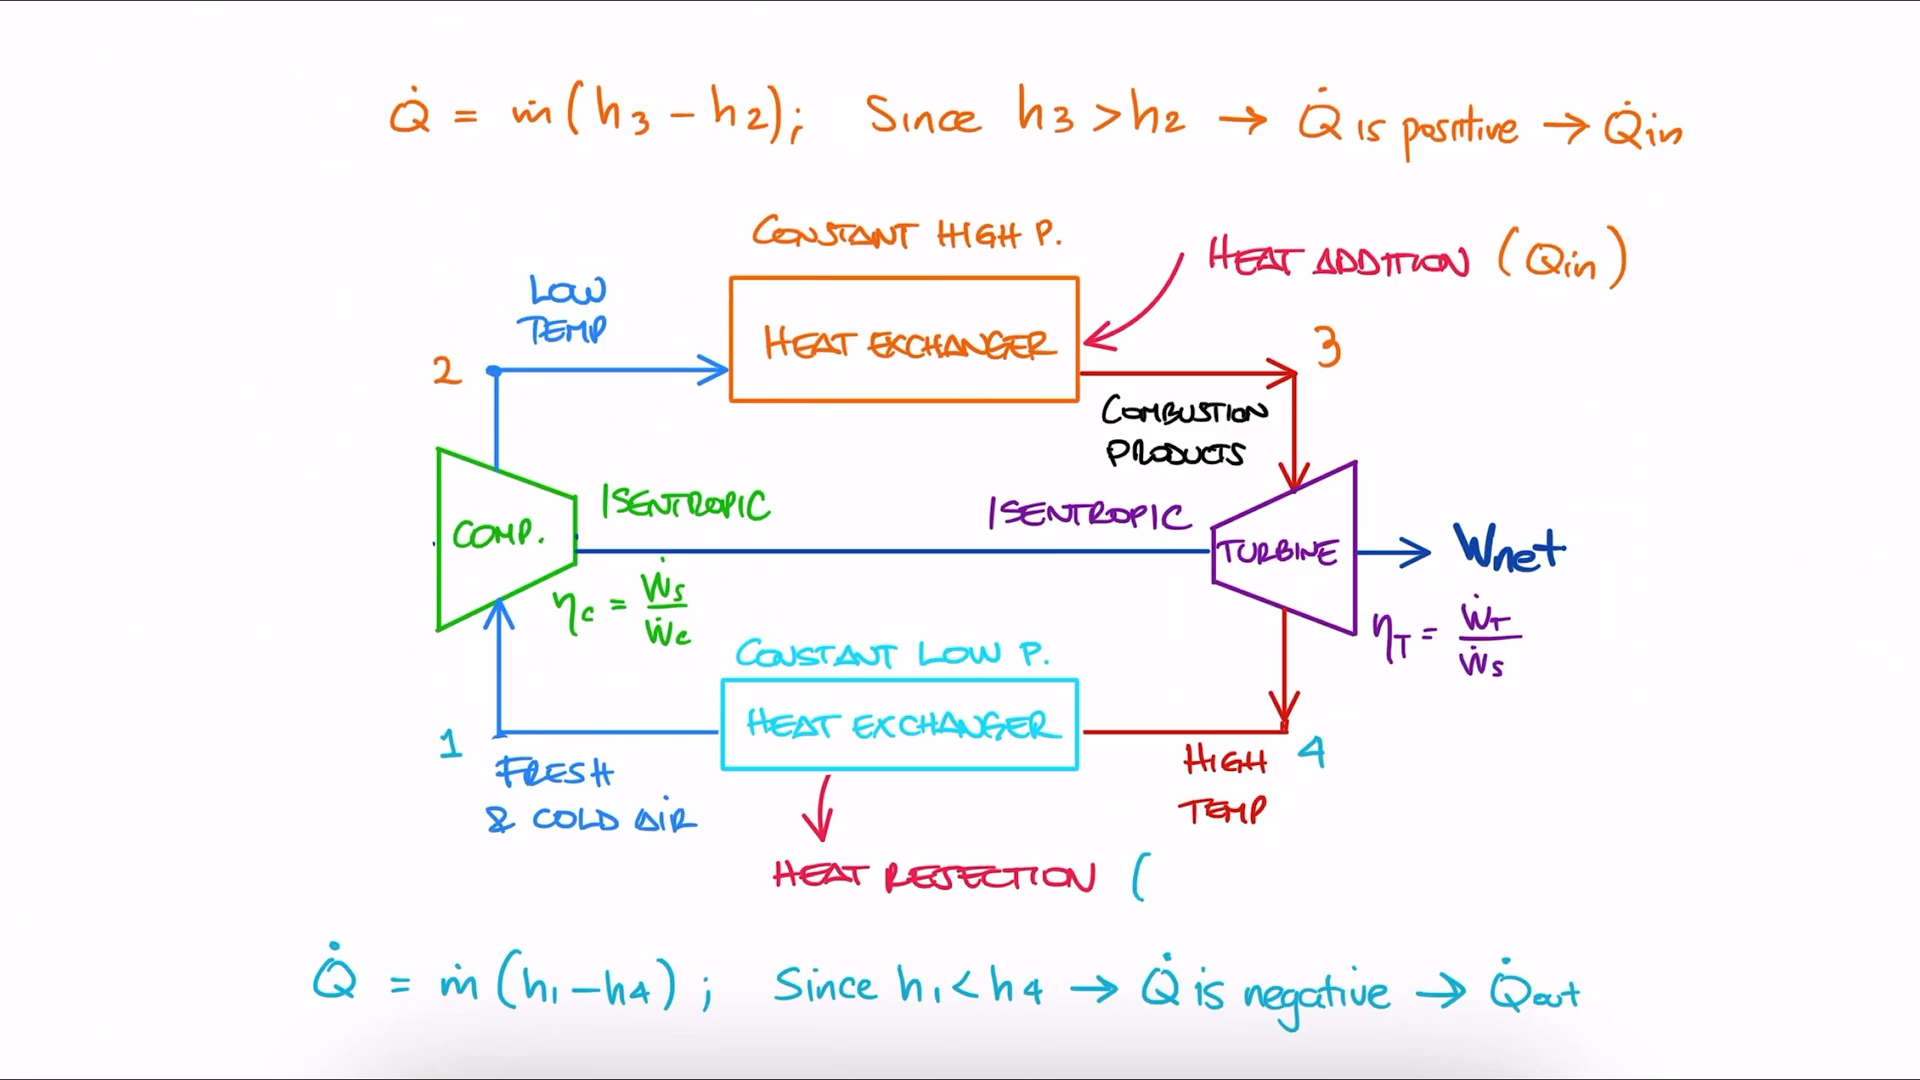 Q̇ = ṁ(h3 - h2); Since h3 > h2 → Q̇ is positive → Q̇in
CONSTANT HIGH P.
HEAT ADDITION (Qin)
LOW
TEMP
HEAT EXCHANGER
2
3
COMBUSTION
PRODUCTS
ISENTROPIC
ISENTROPIC
COMP.
TURBINE
Wnet
ηc = Ẇs/Ẇc
ηT = ẆT/Ẇs
CONSTANT LOW P.
HEAT EXCHANGER
1
4
FRESH
& COLD AIR
HIGH
TEMP
HEAT REJECTION (
Q̇ = ṁ(h1-h4); Since h1 < h4 → Q̇ is negative → Q̇out